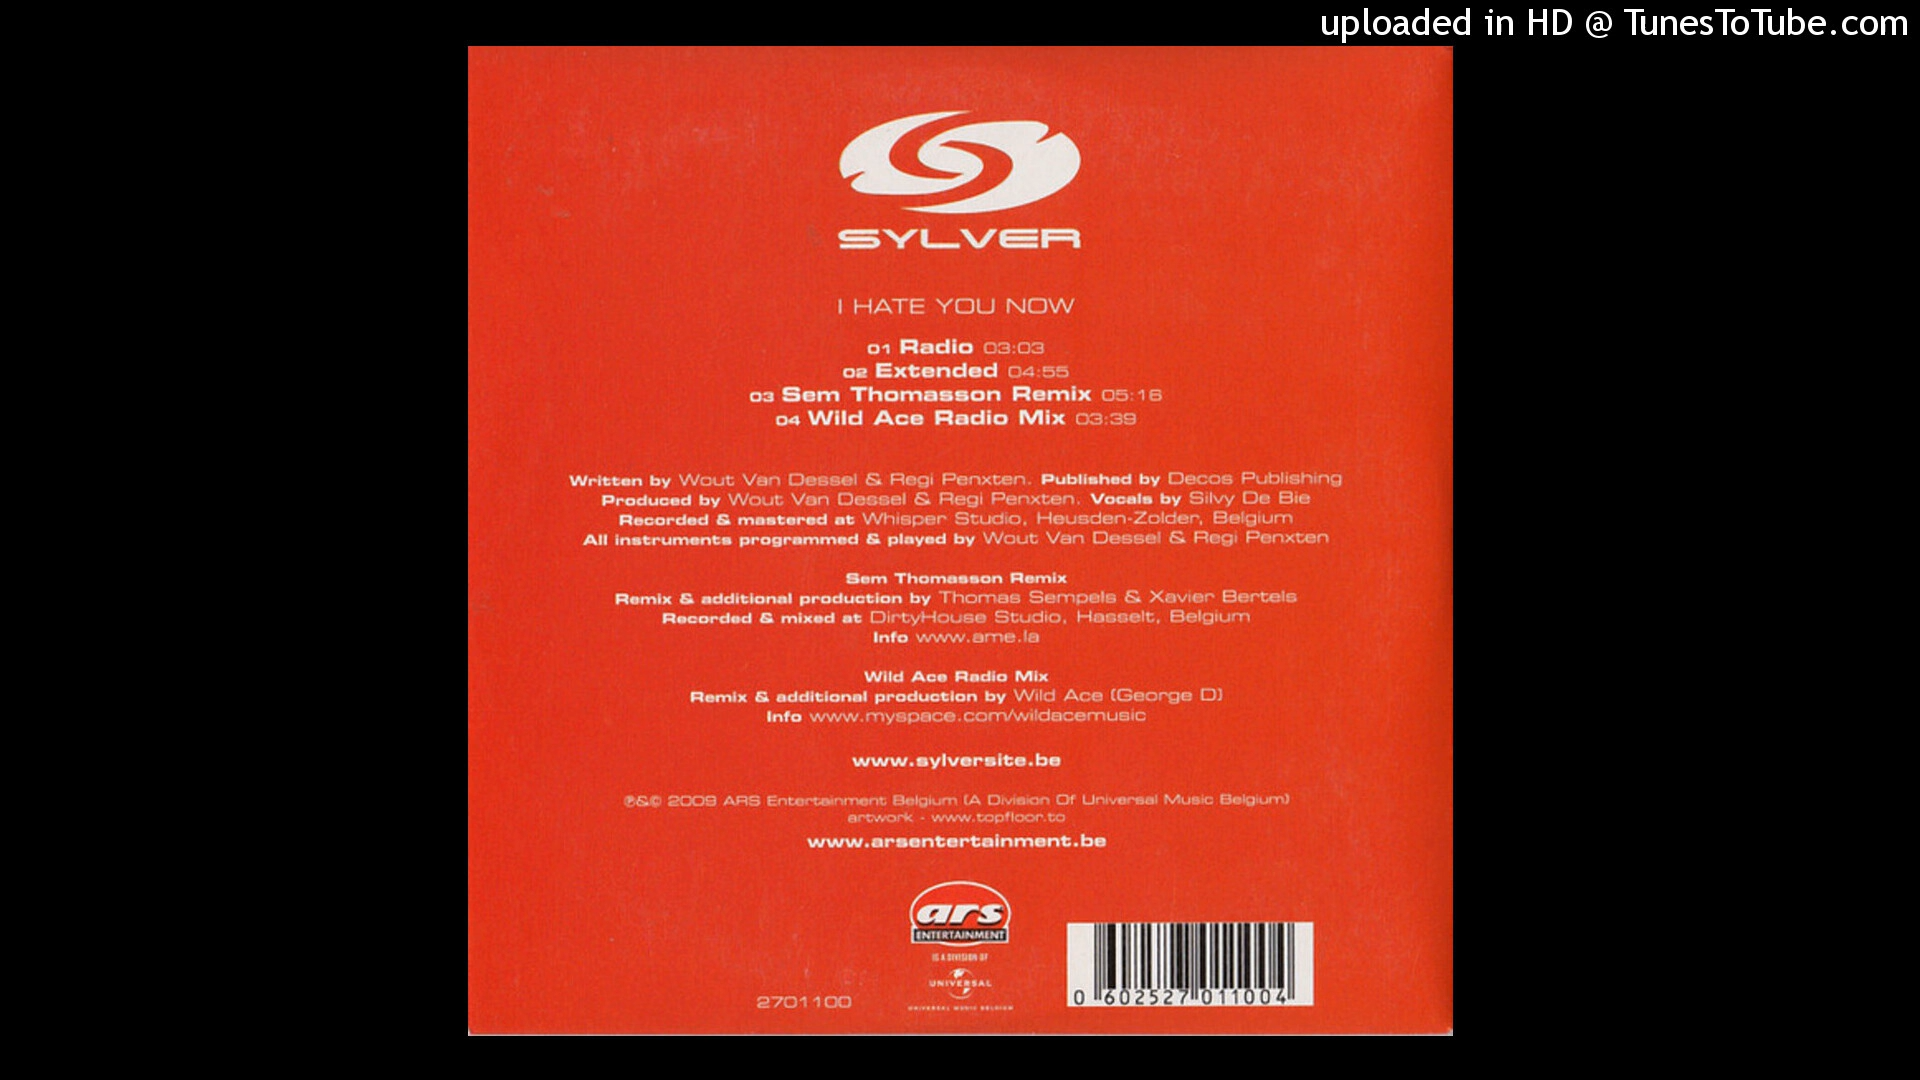 uploaded in HD @ TunesToTube.com
SYLVER
I HATE YOU NOW
01 Radio 03:03
02 Extended 04:55
03 Sem Thomasson Remix 05:16
04 Wild Ace Radio Mix 03:39
Written by Wout Van Dessel & Regi Penxten. Published by Decos Publishing
Produced by Wout Van Dessel & Regi Penxten. Vocals by Silvy De Bie
Recorded & mastered at Whisper Studio, Heusden-Zolder, Belgium
All instruments programmed & played by Wout Van Dessel & Regi Penxten
Sem Thomasson Remix
Remix & additional production by Thomas Sempels & Xavier Bertels
Recorded & mixed at DirtyHouse Studio, Hasselt, Belgium
Info www.ame.la
Wild Ace Radio Mix
Remix & additional production by Wild Ace (George D)
Info www.myspace.com/wildacemusic
www.sylversite.be
℗&© 2009 ARS Entertainment Belgium (A Division Of Universal Music Belgium)
artwork - www.topfloor.to
www.arsentertainment.be
ars
ENTERTAINMENT
IS A DIVISION OF
UNIVERSAL
UNIVERSAL MUSIC BELGIUM
2701100
0 602527 011004